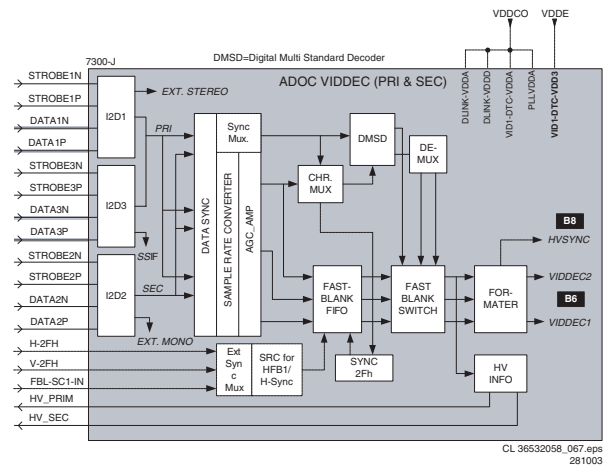 VDDCO
VDDE
7300-J
DMSD=Digital Multi Standard Decoder
ADOC VIDDEC (PRI & SEC)
DLINK-VDDA
DLINK-VDDD
VID1-DTC-VDDA
PLLVDDA
VID1-DTC-VDD3
STROBE1N
STROBE1P
DATA1N
DATA1P
STROBE3N
STROBE3P
DATA3N
DATA3P
STROBE2N
STROBE2P
DATA2N
DATA2P
H-2FH
V-2FH
FBL-SC1-IN
HV_PRIM
HV_SEC
I2D1
I2D3
I2D2
EXT. STEREO
PRI
SSIF
SEC
EXT. MONO
DATA SYNC
SAMPLE RATE CONVERTER
AGC_AMP
Sync
Mux.
DMSD
DE-
MUX
CHR.
MUX
FAST-
BLANK
FIFO
FAST
BLANK
SWITCH
FOR-
MATER
Ext
Syn
c
Mux
SRC for
HFB1/
H-Sync
SYNC
2Fh
HV
INFO
B8
HVSYNC
VIDDEC2
B6
VIDDEC1
CL 36532058_067.eps
281003